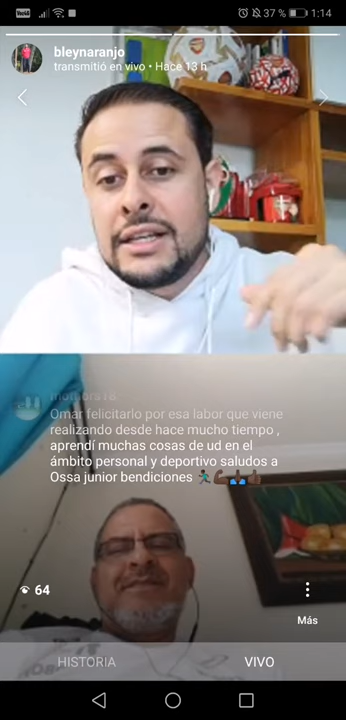 37 %
1:14
bleynaranjo
transmitió en vivo • Hace 13 h
Omar felicitarlo por esa labor que viene
realizando desde hace mucho tiempo ,
aprendí muchas cosas de ud en el
ámbito personal y deportivo saludos a
Ossa junior bendiciones 🏃🏿‍♂️💪🏿🙌🏿👍🏿
64
Más
HISTORIA
VIVO